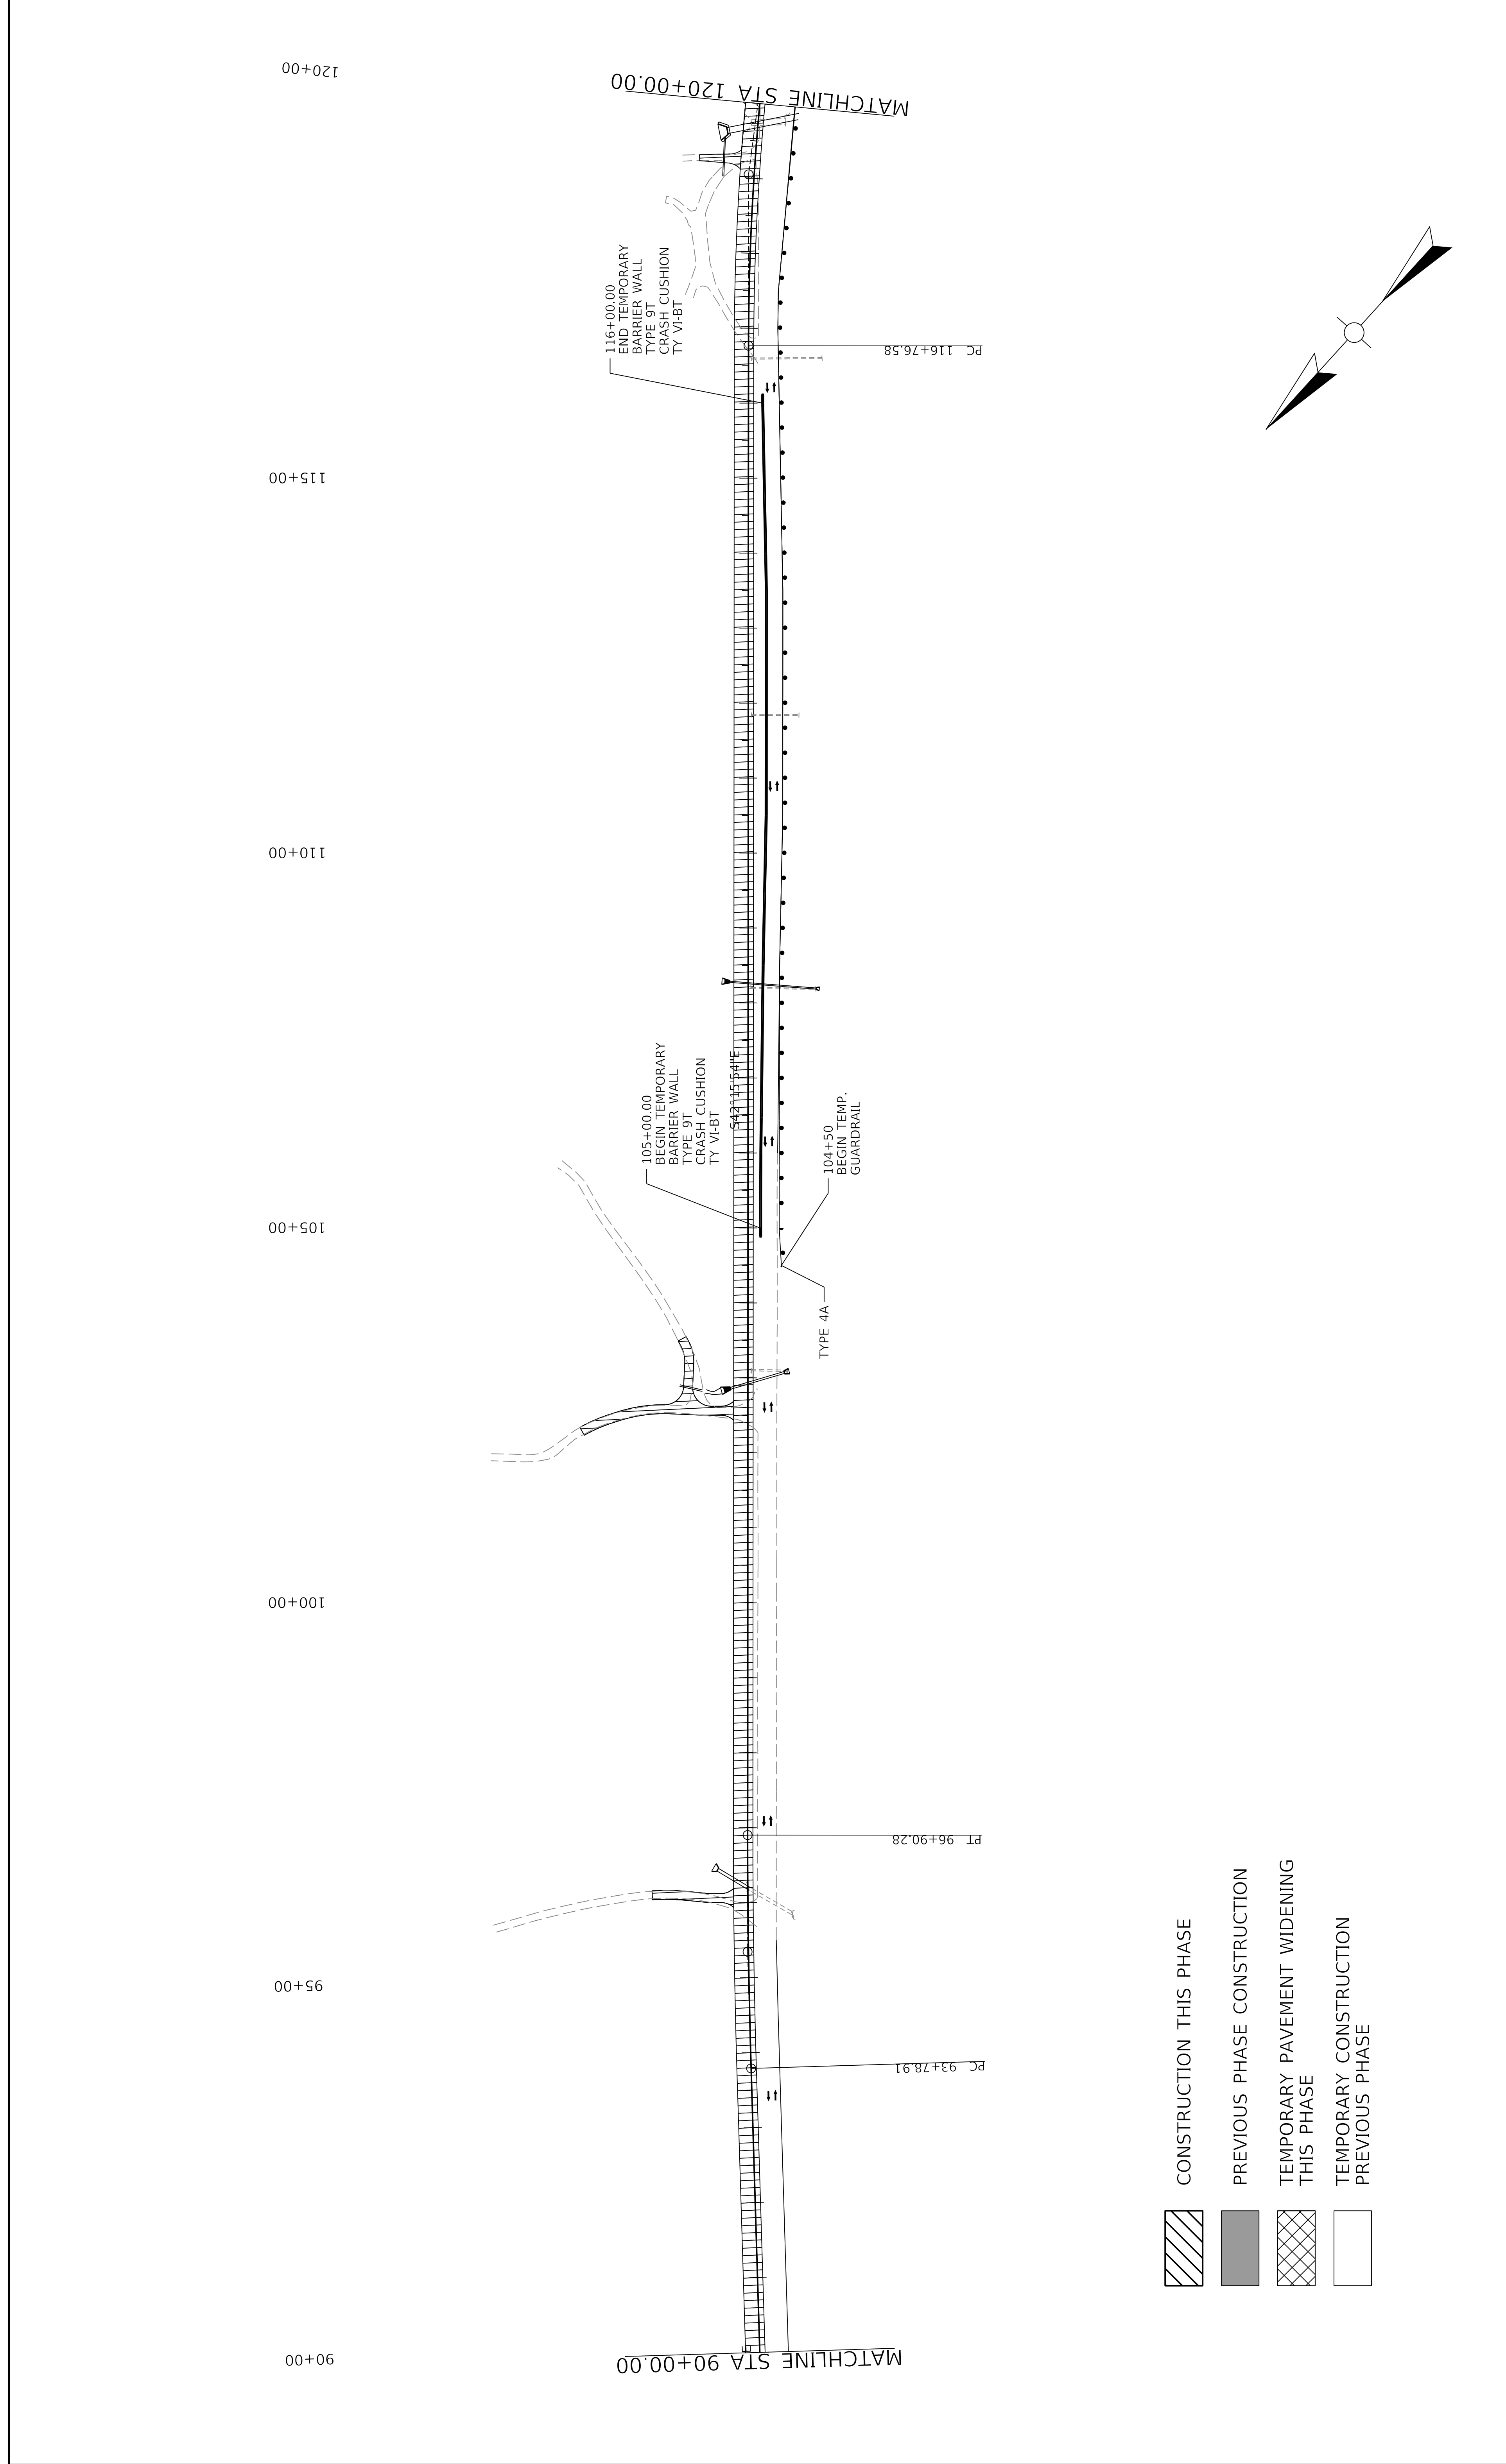 120+00
MATCHLINE STA 120+00.00
116+00.00
END TEMPORARY
BARRIER WALL
TYPE 9T
CRASH CUSHION
TY VI-BT
PC 116+76.58
115+00
110+00
105+00.00
BEGIN TEMPORARY
BARRIER WALL
TYPE 9T
CRASH CUSHION
TY VI-BT
S42°15'54"E
104+50
BEGIN TEMP.
GUARDRAIL
105+00
TYPE 4A
100+00
PT 96+90.28
95+00
PC 93+78.91
90+00
MATCHLINE STA 90+00.00
CONSTRUCTION THIS PHASE
PREVIOUS PHASE CONSTRUCTION
TEMPORARY PAVEMENT WIDENING
THIS PHASE
TEMPORARY CONSTRUCTION
PREVIOUS PHASE